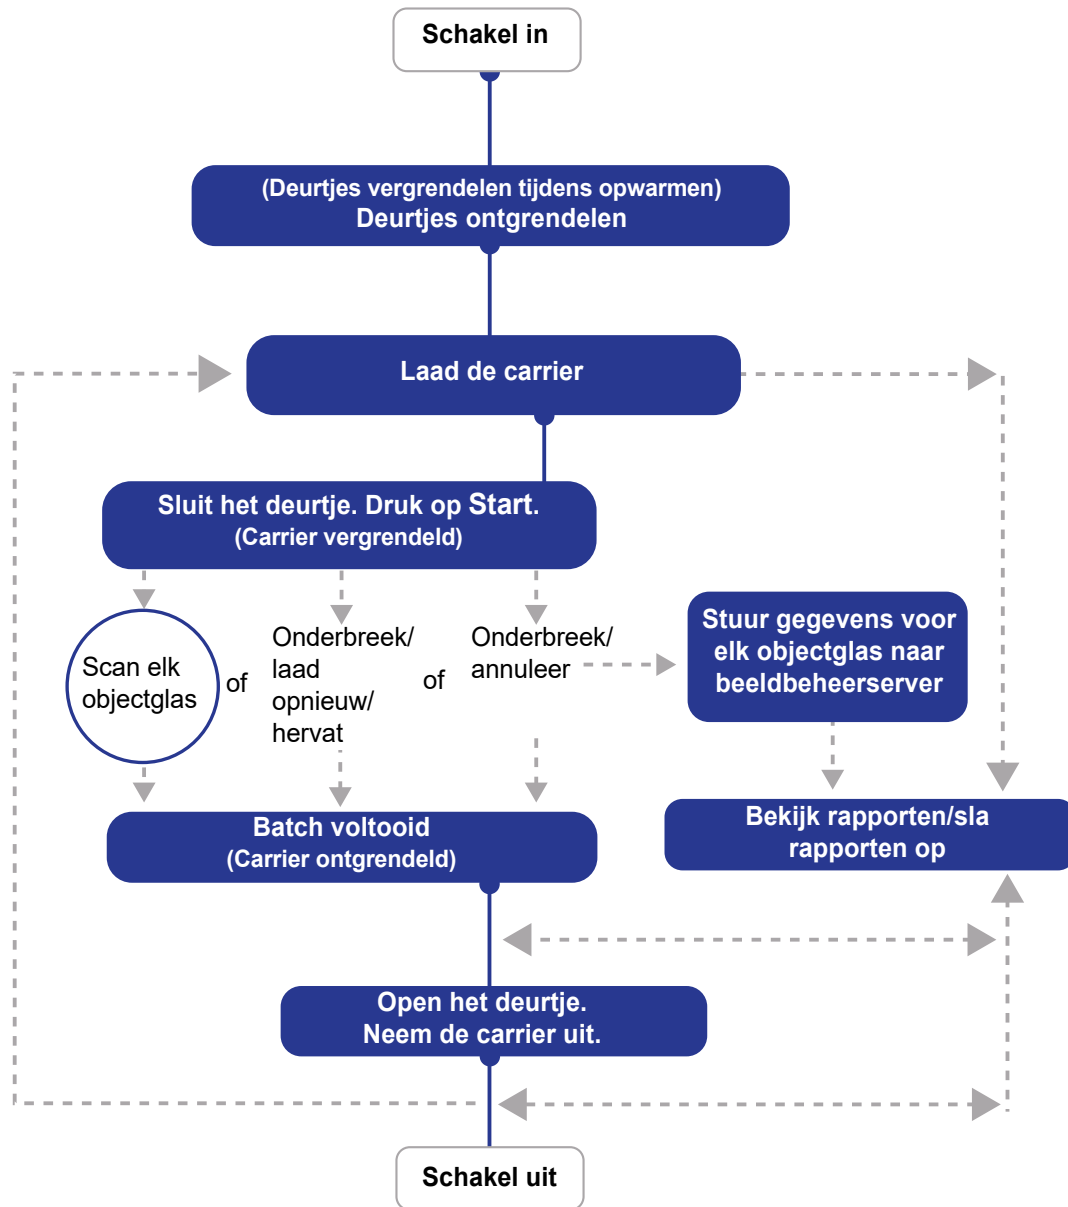 Schakel in
(Deurtjes vergrendelen tijdens opwarmen)
Deurtjes ontgrendelen
Laad de carrier
Sluit het deurtje. Druk op Start.
(Carrier vergrendeld)
Scan elk
objectglas
of
Onderbreek/
laad
opnieuw/
hervat
of
Onderbreek/
annuleer
Stuur gegevens voor
elk objectglas naar
beeldbeheerserver
Batch voltooid
(Carrier ontgrendeld)
Bekijk rapporten/sla
rapporten op
Open het deurtje.
Neem de carrier uit.
Schakel uit